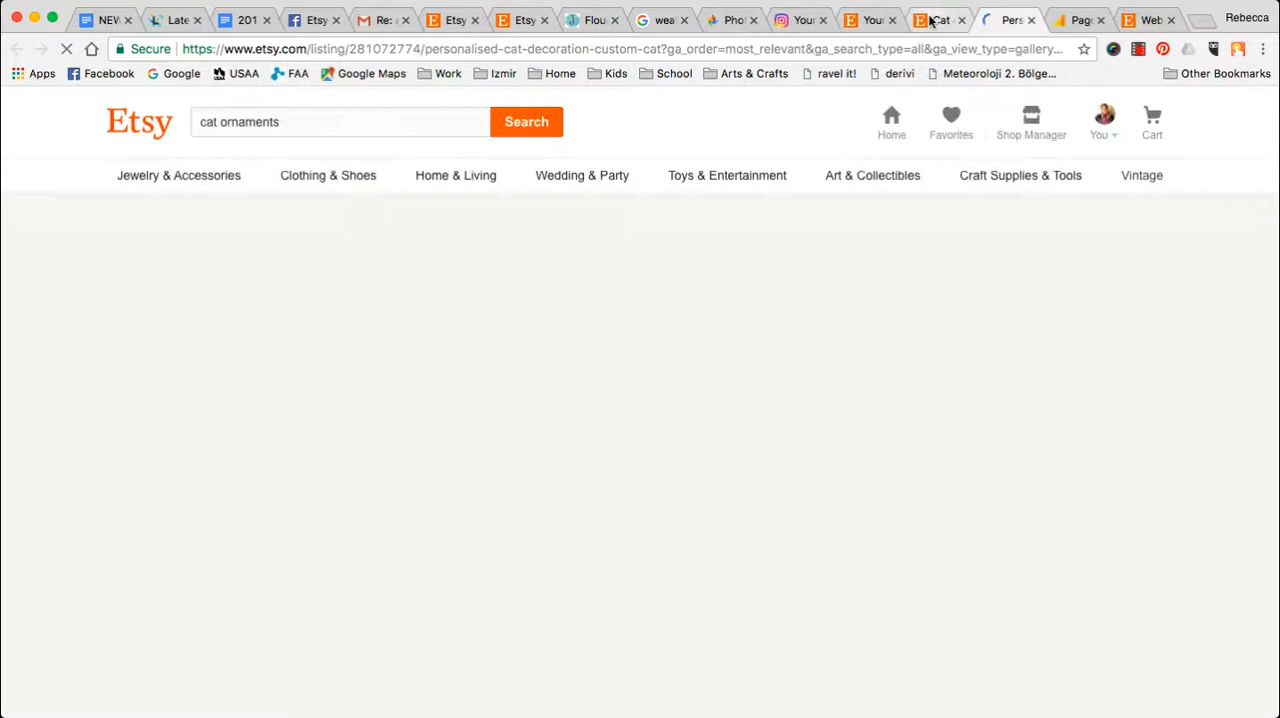 NEW Late 201 Etsy Re: a Etsy Etsy Flou wea Pho Your Your Cat Pers Page Web Rebecca
Secure https://www.etsy.com/listing/281072774/personalised-cat-decoration-custom-cat?ga_order=most_relevant&ga_search_type=all&ga_view_type=gallery...
Apps Facebook Google USAA FAA Google Maps Work Izmir Home Kids School Arts & Crafts ravel it! derivi Meteoroloji 2. Bölge... Other Bookmarks
Etsy cat ornaments Search Home Favorites Shop Manager You Cart
Jewelry & Accessories Clothing & Shoes Home & Living Wedding & Party Toys & Entertainment Art & Collectibles Craft Supplies & Tools Vintage